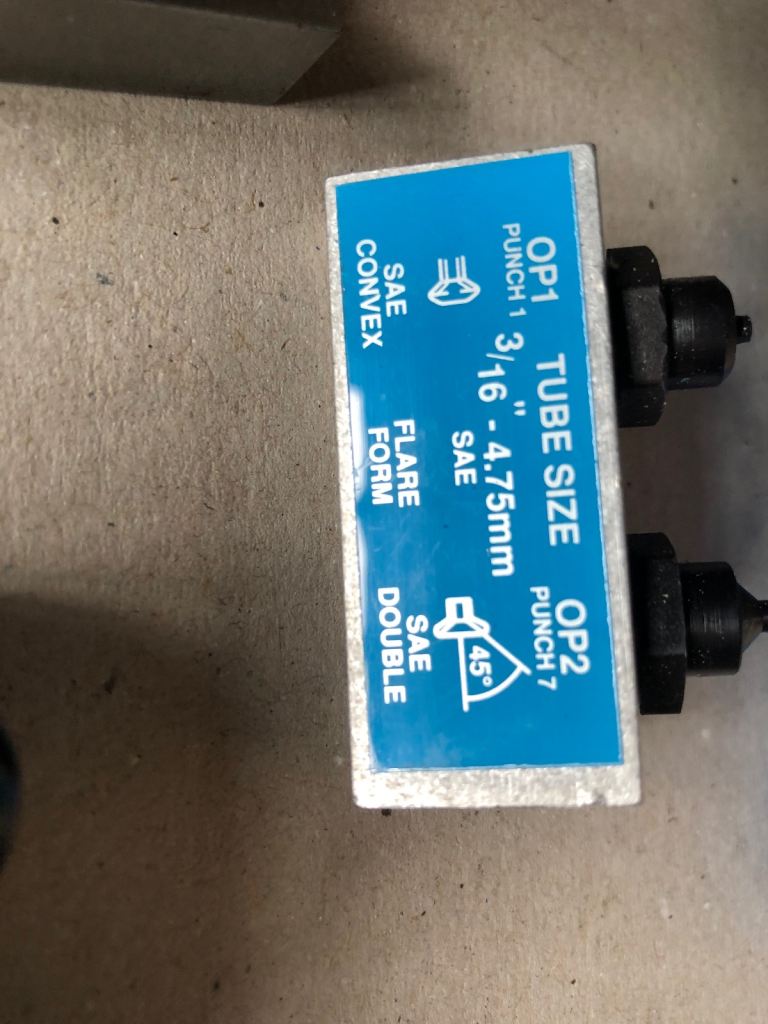 TUBE SIZE
OP1
PUNCH 1
3/16" - 4.75mm
OP2
PUNCH 7
SAE
45°
SAE
CONVEX
FLARE
FORM
SAE
DOUBLE